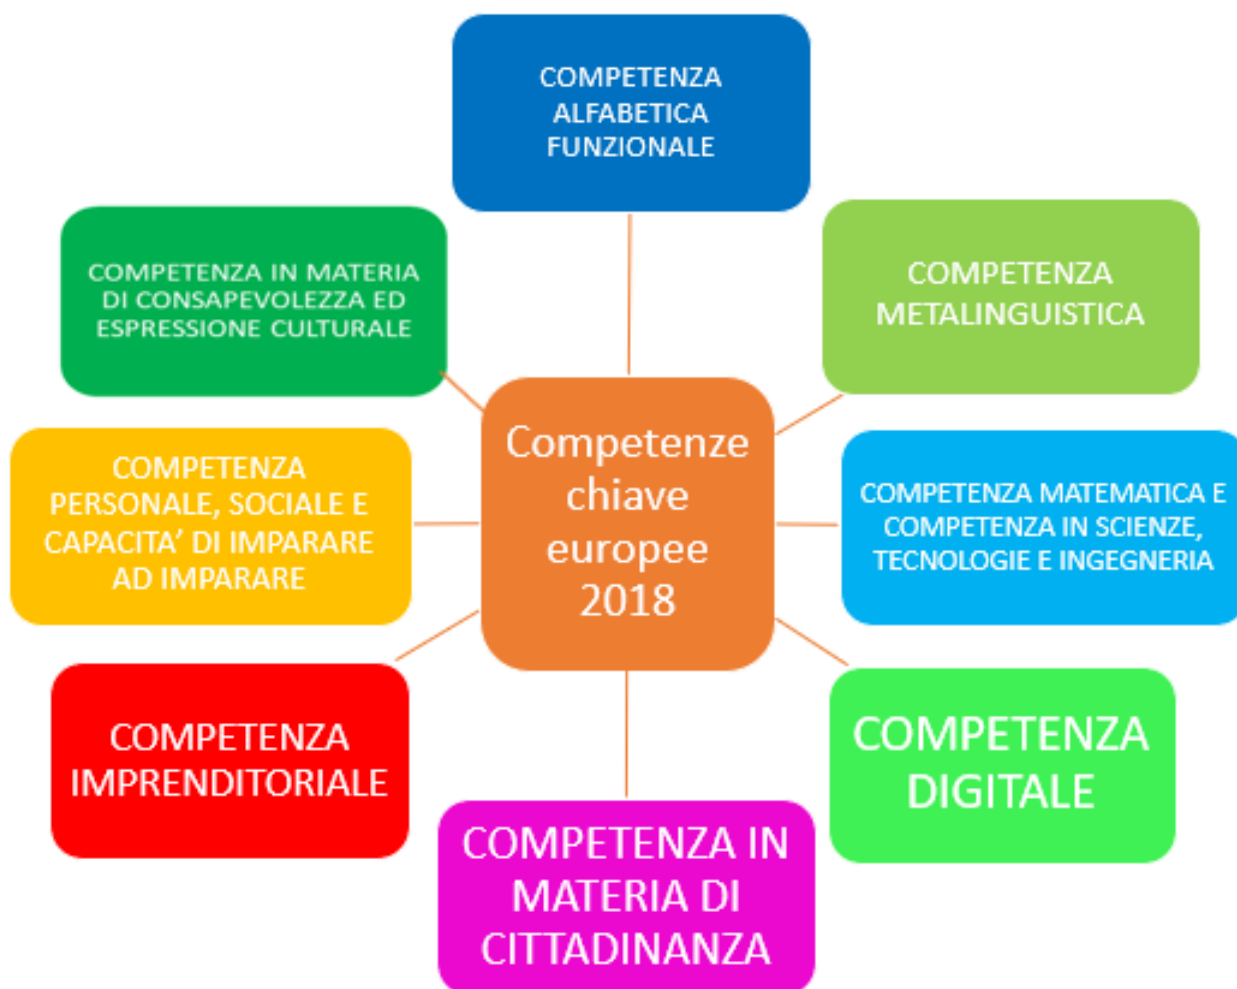 COMPETENZA
ALFABETICA
FUNZIONALE
COMPETENZA IN MATERIA
DI CONSAPEVOLEZZA ED
ESPRESSIONE CULTURALE
COMPETENZA
METALINGUISTICA
Competenze
chiave
europee
2018
COMPETENZA
PERSONALE, SOCIALE E
CAPACITA’ DI IMPARARE
AD IMPARARE
COMPETENZA MATEMATICA E
COMPETENZA IN SCIENZE,
TECNOLOGIE E INGEGNERIA
COMPETENZA
IMPRENDITORIALE
COMPETENZA
DIGITALE
COMPETENZA IN
MATERIA DI
CITTADINANZA